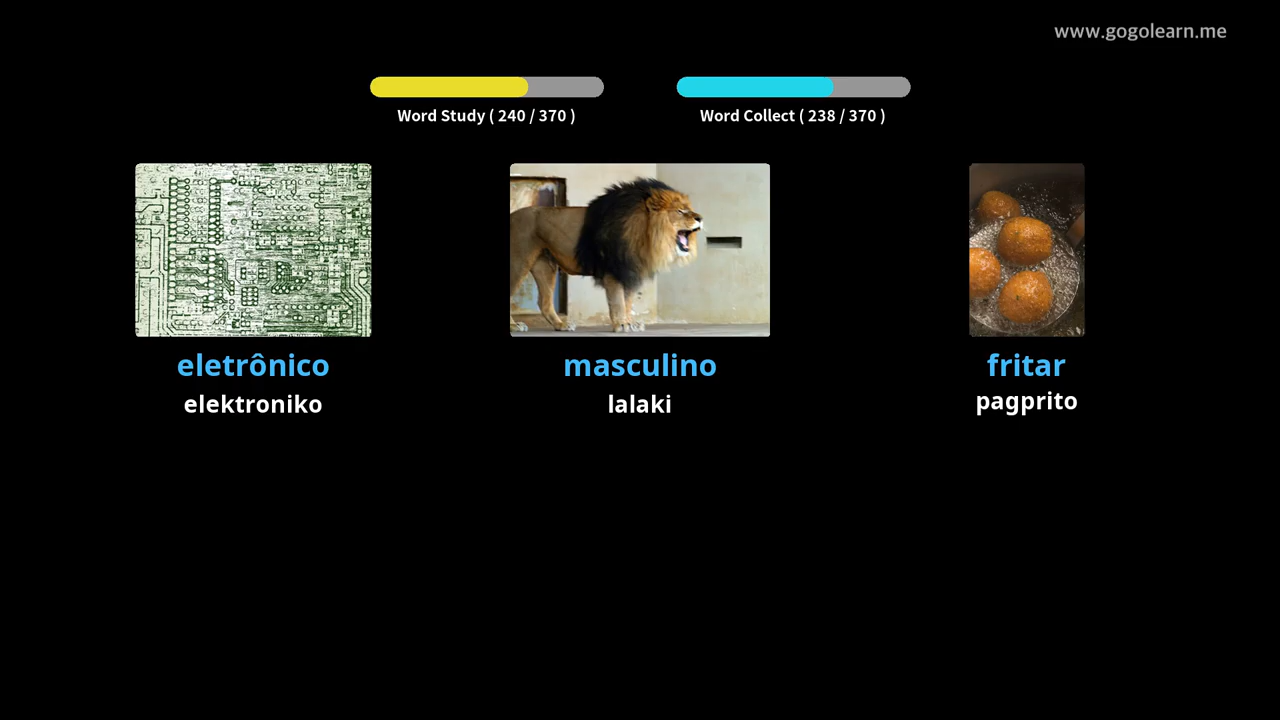 www.gogolearn.me
Word Study ( 240 / 370 )
Word Collect ( 238 / 370 )
eletrônico
elektroniko
masculino
lalaki
fritar
pagprito